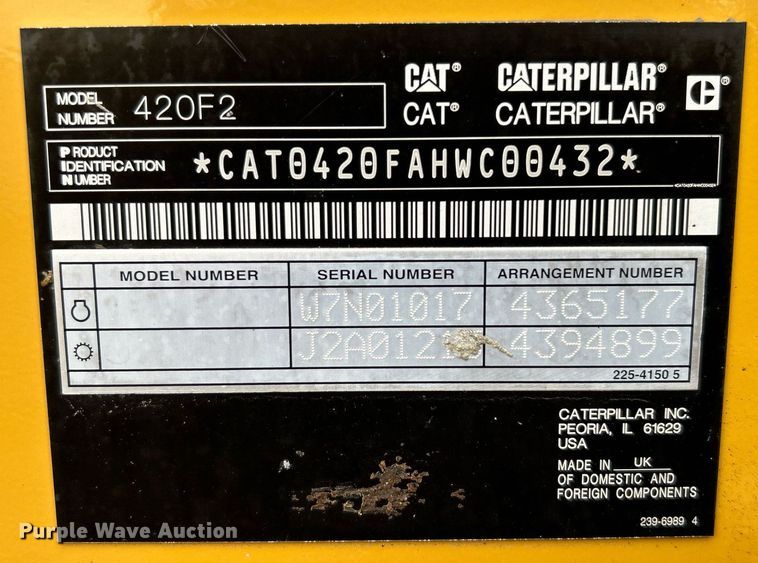 CAT® CATERPILLAR®
MODEL NUMBER 420F2 CAT® CATERPILLAR®
PRODUCT IDENTIFICATION NUMBER *CAT0420FAHWC00432*
MODEL NUMBER SERIAL NUMBER ARRANGEMENT NUMBER
W7N01017 4365177
4394899
225-4150 5
CATERPILLAR INC.
PEORIA, IL 61629
USA
MADE IN UK
OF DOMESTIC AND
FOREIGN COMPONENTS
239-6989 4
Purple Wave Auction